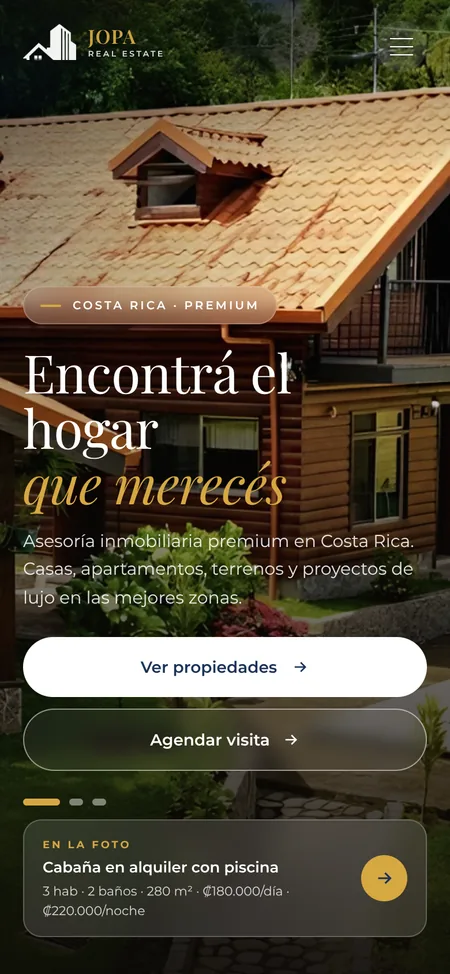 JOPA
REAL ESTATE
COSTA RICA · PREMIUM
Encontrá el
hogar
que merecés
Asesoría inmobiliaria premium en Costa Rica.
Casas, apartamentos, terrenos y proyectos de
lujo en las mejores zonas.
Ver propiedades →
Agendar visita →
EN LA FOTO
Cabaña en alquiler con piscina
3 hab · 2 baños · 280 m² · ₡180.000/día ·
₡220.000/noche